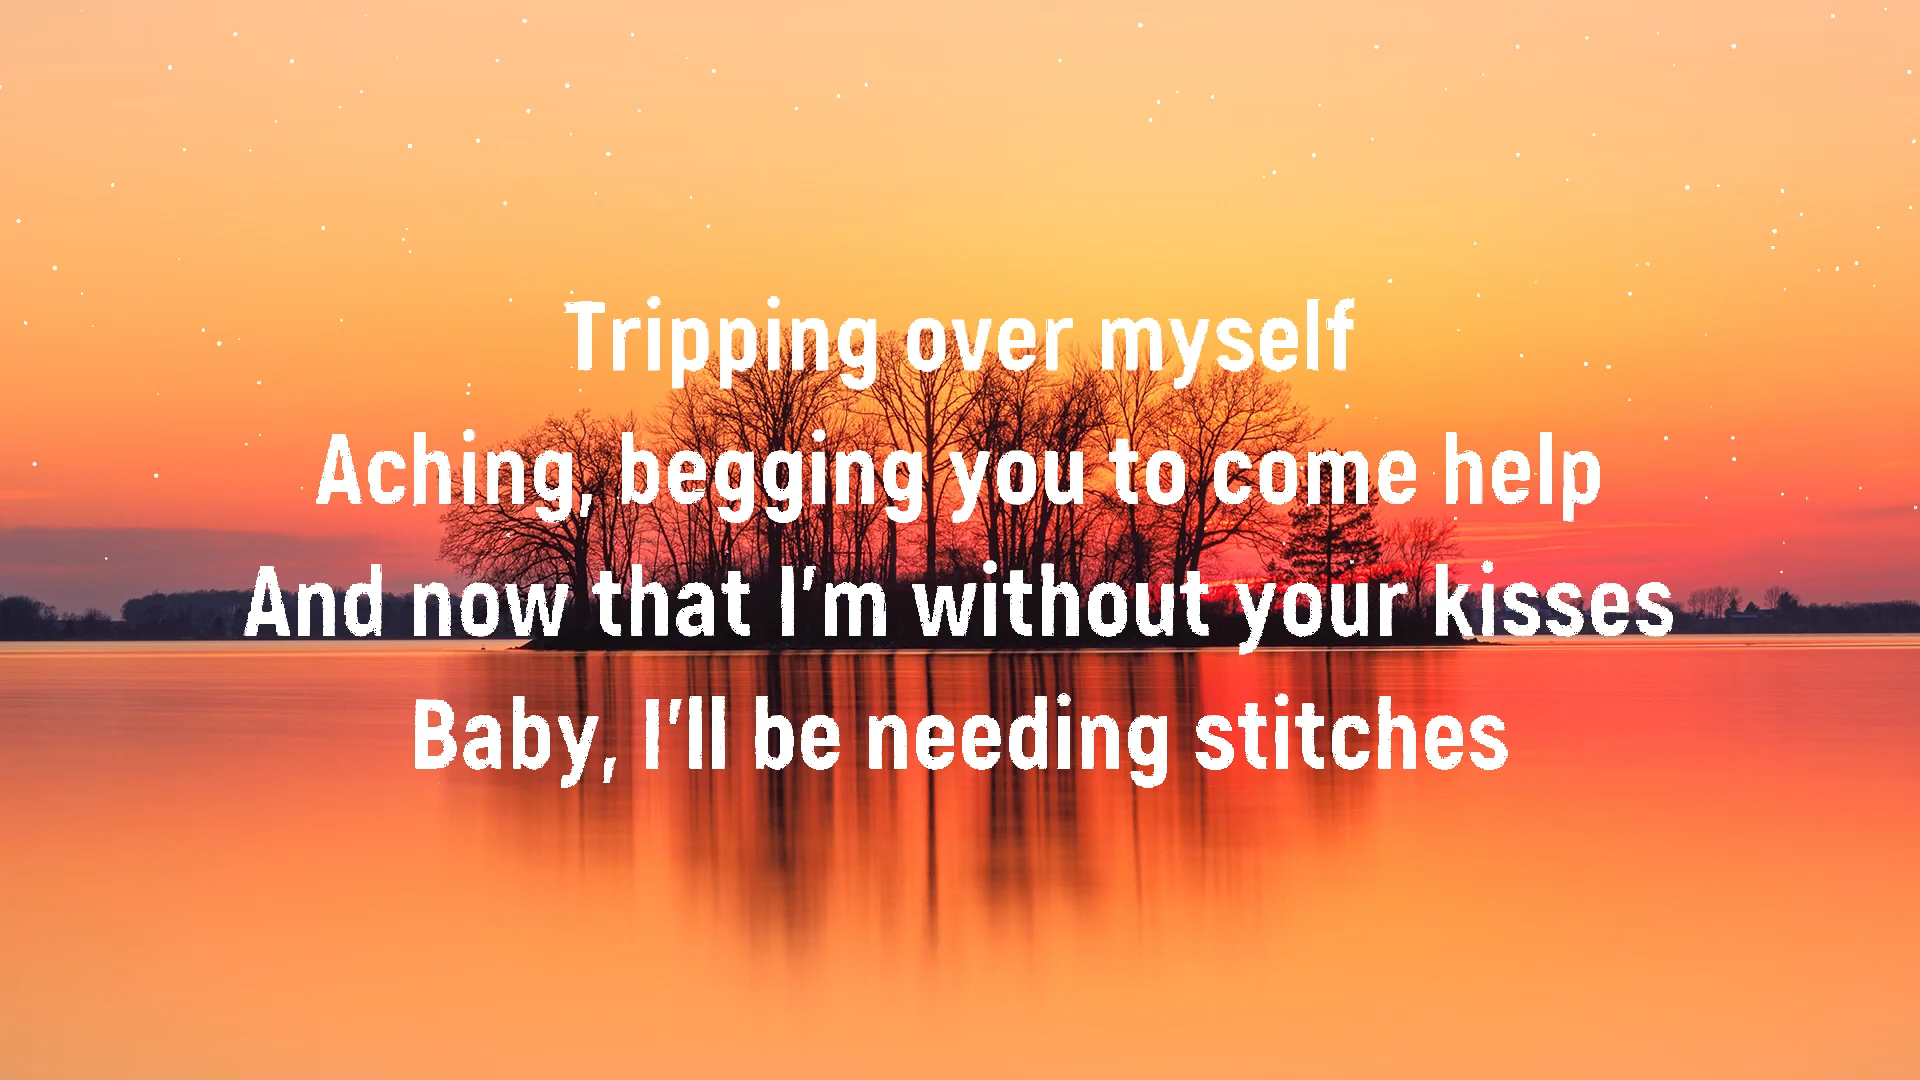 Tripping over myself
Aching, begging you to come help
And now that I'm without your kisses
Baby, I'll be needing stitches